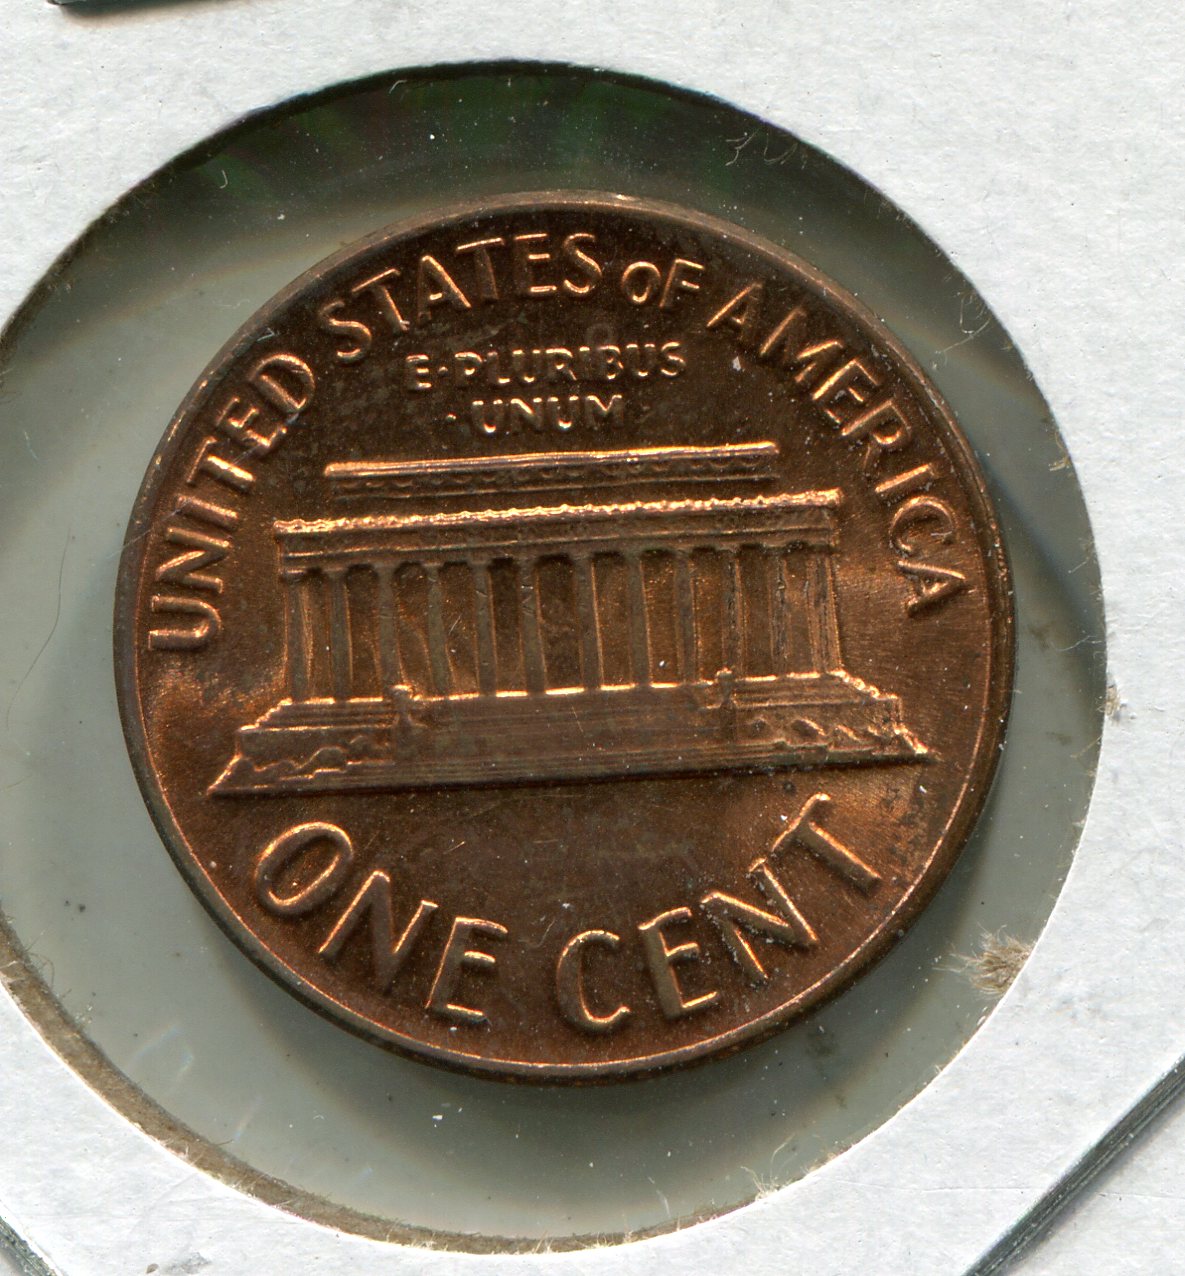 UNITED STATES OF AMERICA
E·PLURIBUS
·UNUM·
ONE CENT